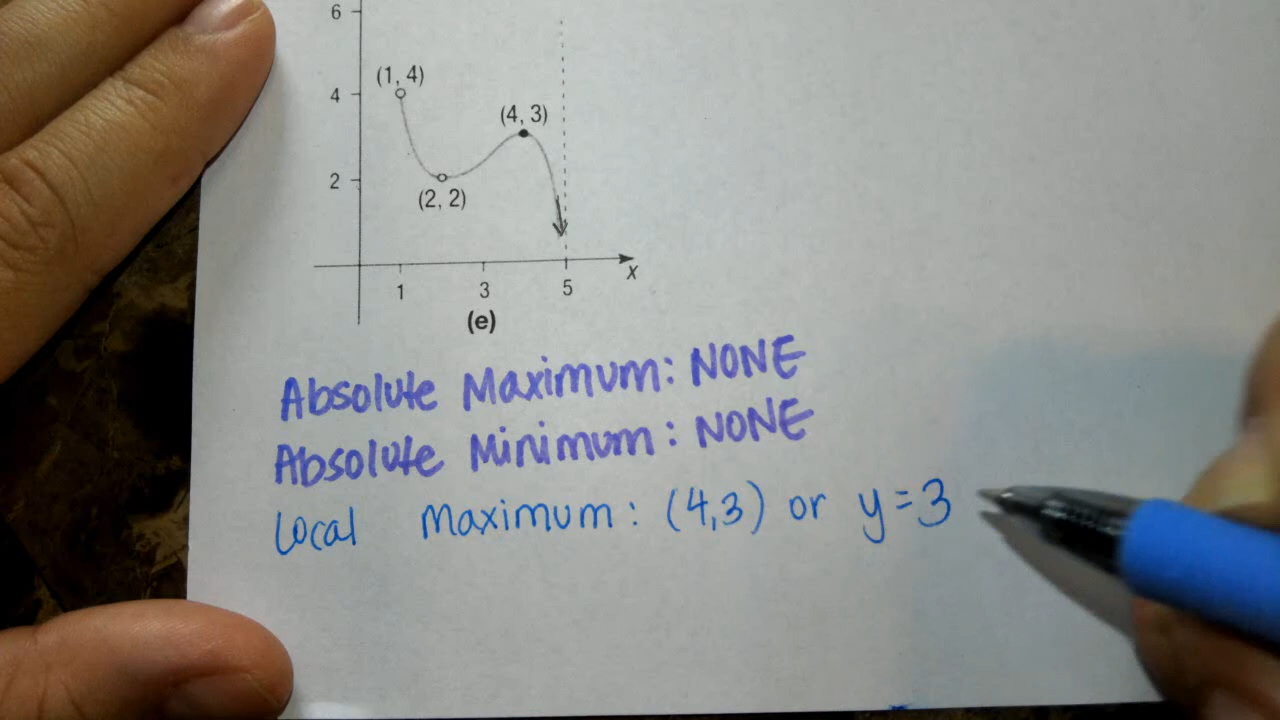 6
(1, 4)
4
(4, 3)
2
(2, 2)
x
1 3 5
(e)
Absolute Maximum: NONE
Absolute Minimum: NONE
Local Maximum: (4,3) or y=3